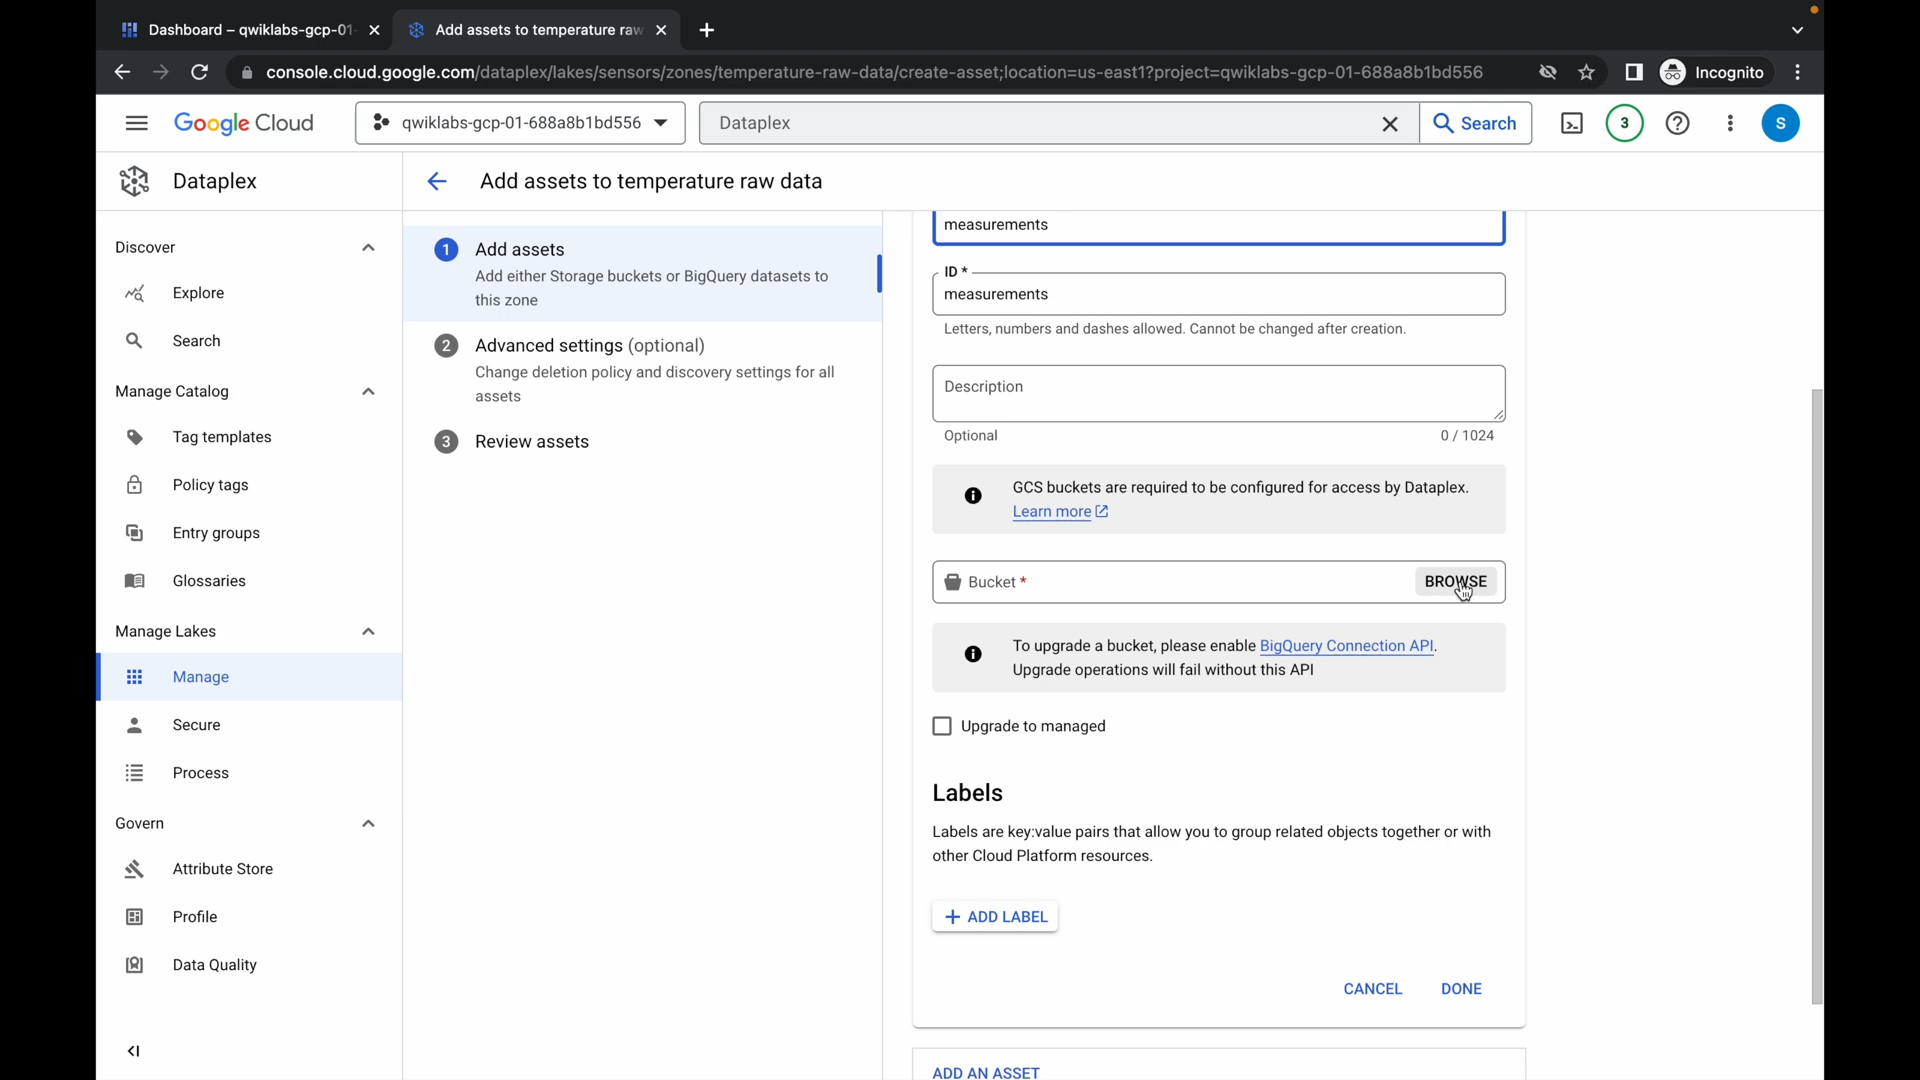 Dashboard – qwiklabs-gcp-01-
Add assets to temperature raw
console.cloud.google.com/dataplex/lakes/sensors/zones/temperature-raw-data/create-asset;location=us-east1?project=qwiklabs-gcp-01-688a8b1bd556
Incognito
Google Cloud
qwiklabs-gcp-01-688a8b1bd556
Dataplex
Search
3
S
Dataplex
Add assets to temperature raw data
Discover
Explore
Search
Manage Catalog
Tag templates
Policy tags
Entry groups
Glossaries
Manage Lakes
Manage
Secure
Process
Govern
Attribute Store
Profile
Data Quality
1 Add assets
Add either Storage buckets or BigQuery datasets to
this zone
2 Advanced settings (optional)
Change deletion policy and discovery settings for all
assets
3 Review assets
measurements
ID *
measurements
Letters, numbers and dashes allowed. Cannot be changed after creation.
Description
Optional 0 / 1024
GCS buckets are required to be configured for access by Dataplex.
Learn more
Bucket * BROWSE
To upgrade a bucket, please enable BigQuery Connection API.
Upgrade operations will fail without this API
Upgrade to managed
Labels
Labels are key:value pairs that allow you to group related objects together or with
other Cloud Platform resources.
+ ADD LABEL
CANCEL DONE
ADD AN ASSET